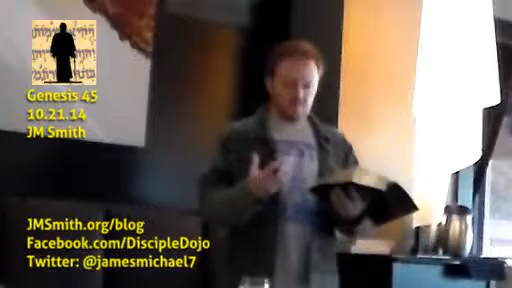 Genesis 45
10.21.14
JM Smith
JMSmith.org/blog
Facebook.com/DiscipleDojo
Twitter: @jamesmichael7